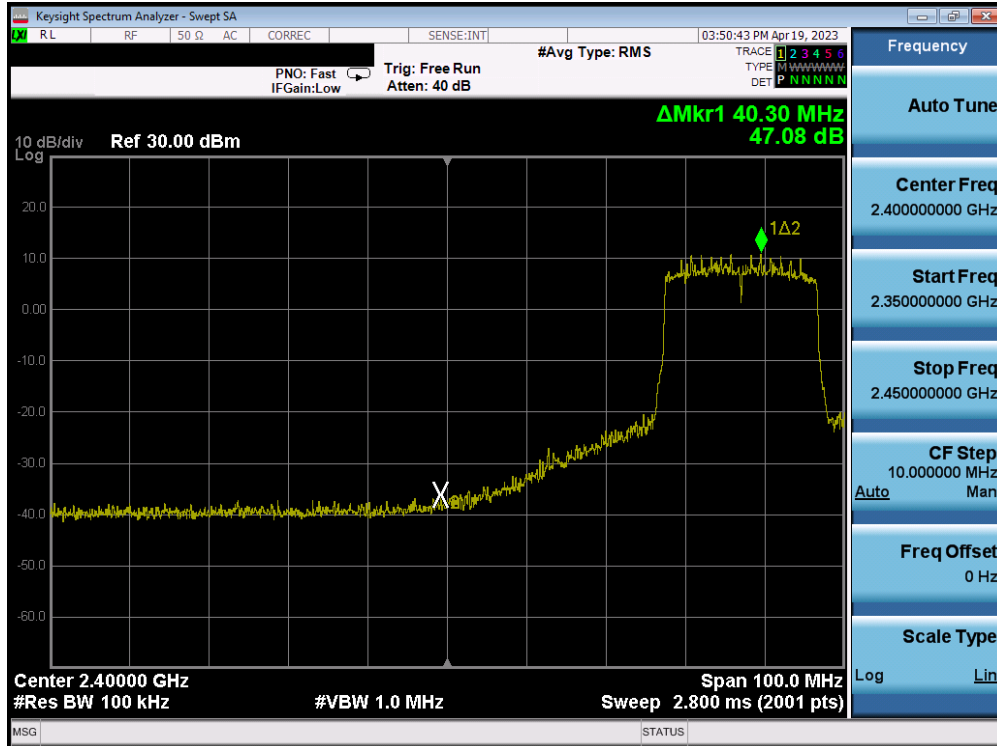 Keysight Spectrum Analyzer - Swept SA
LXI RL RF 50 Ω AC CORREC SENSE:INT 03:50:43 PM Apr 19, 2023
#Avg Type: RMS
TRACE 1 2 3 4 5 6
PNO: Fast Trig: Free Run
TYPE M W W W W W
IFGain:Low Atten: 40 dB
DET P N N N N N
ΔMkr1 40.30 MHz
47.08 dB
10 dB/div Ref 30.00 dBm
Log
20.0
1Δ2
10.0
0.00
-10.0
-20.0
-30.0
-40.0
-50.0
-60.0
Center 2.40000 GHz Span 100.0 MHz
#Res BW 100 kHz #VBW 1.0 MHz Sweep 2.800 ms (2001 pts)
MSG STATUS
Frequency
Auto Tune
Center Freq
2.400000000 GHz
Start Freq
2.350000000 GHz
Stop Freq
2.450000000 GHz
CF Step
10.000000 MHz
Auto Man
Freq Offset
0 Hz
Scale Type
Log Lin